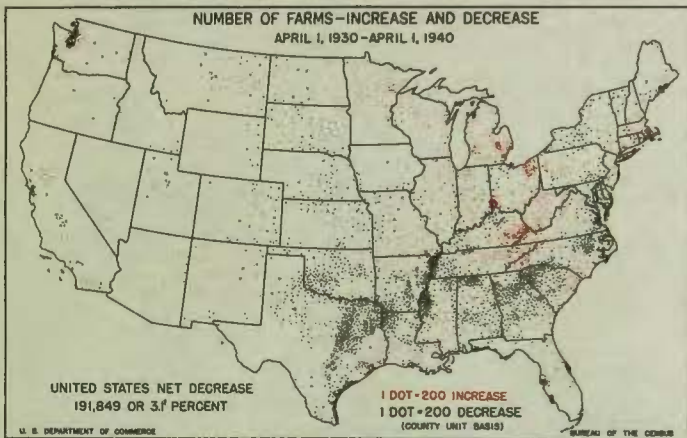 NUMBER OF FARMS—INCREASE AND DECREASE
APRIL 1, 1930—APRIL 1, 1940
UNITED STATES NET DECREASE
191,849 OR 3.1 PERCENT
1 DOT=200 INCREASE
1 DOT=200 DECREASE
(COUNTY UNIT BASIS)
U. S. DEPARTMENT OF COMMERCE
BUREAU OF THE CENSUS